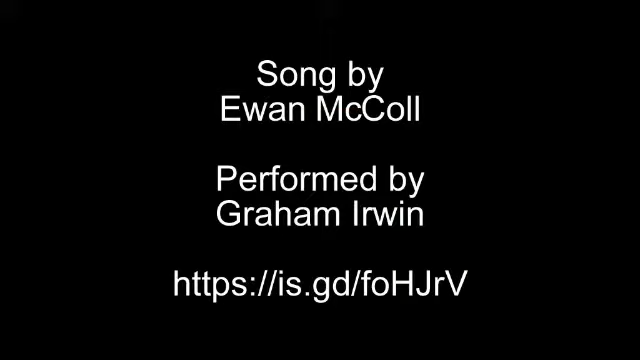 Song by
Ewan McColl
Performed by
Graham Irwin
https://is.gd/foHJrV